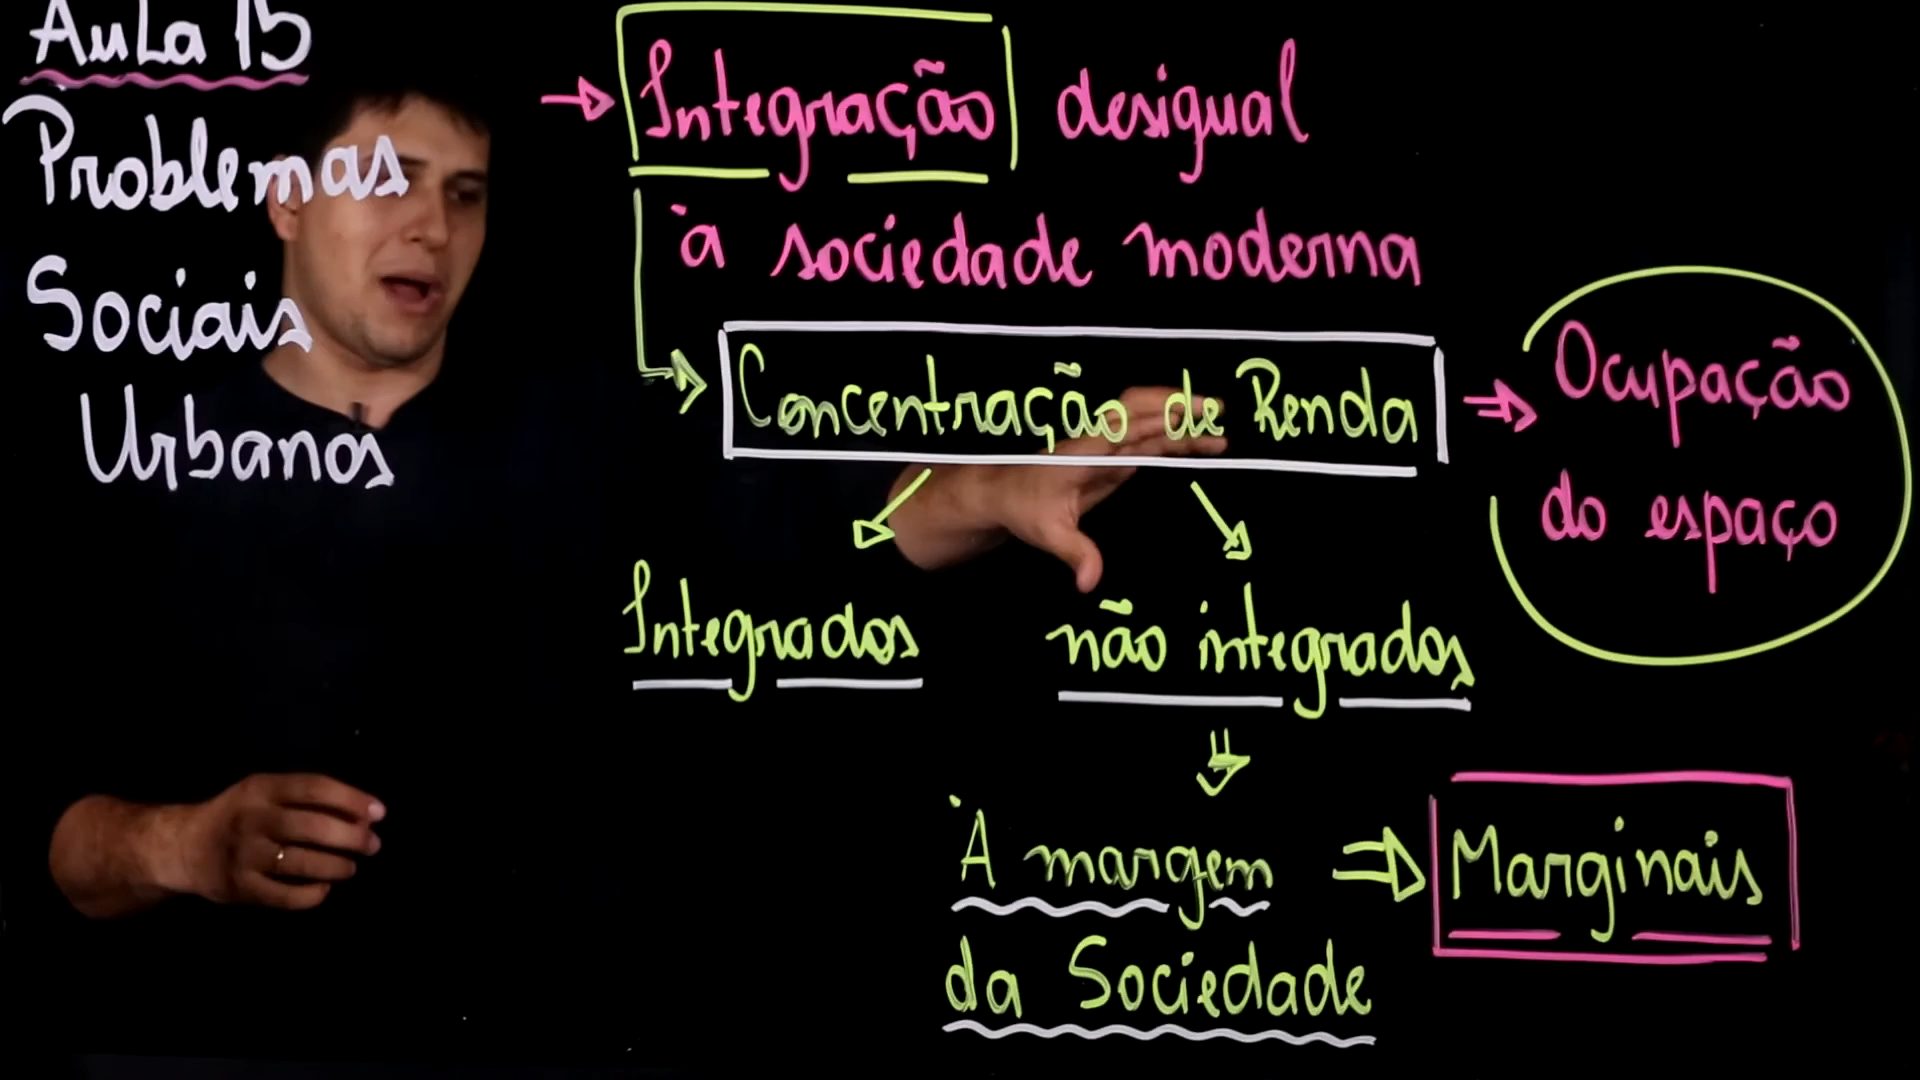 Aula 15
Problemas
Sociais
Urbanos
→ Integração desigual
à sociedade moderna
Concentração de Renda
Ocupação
do espaço
Integrados
não integrados
À margem
da Sociedade
Marginais